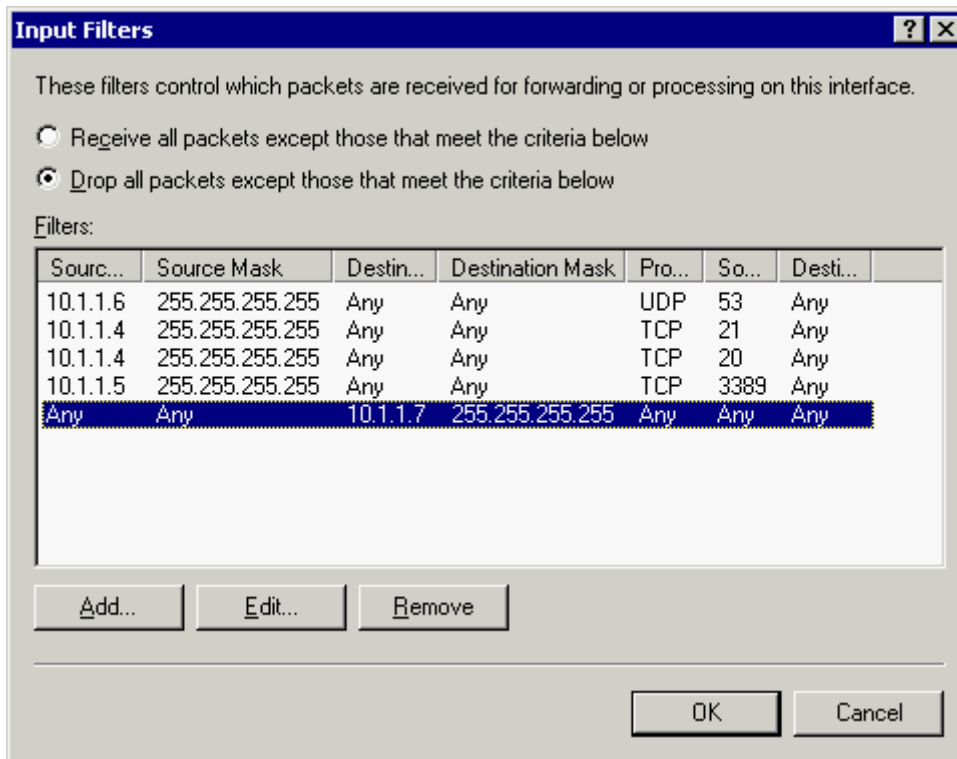 Input Filters
These filters control which packets are received for forwarding or processing on this interface.
Receive all packets except those that meet the criteria below
Drop all packets except those that meet the criteria below
Filters:
Sourc... Source Mask Destin... Destination Mask Pro... So... Desti...
10.1.1.6 255.255.255.255 Any Any UDP 53 Any
10.1.1.4 255.255.255.255 Any Any TCP 21 Any
10.1.1.4 255.255.255.255 Any Any TCP 20 Any
10.1.1.5 255.255.255.255 Any Any TCP 3389 Any
Any Any 10.1.1.7 255.255.255.255 Any Any Any
Add... Edit... Remove
OK Cancel